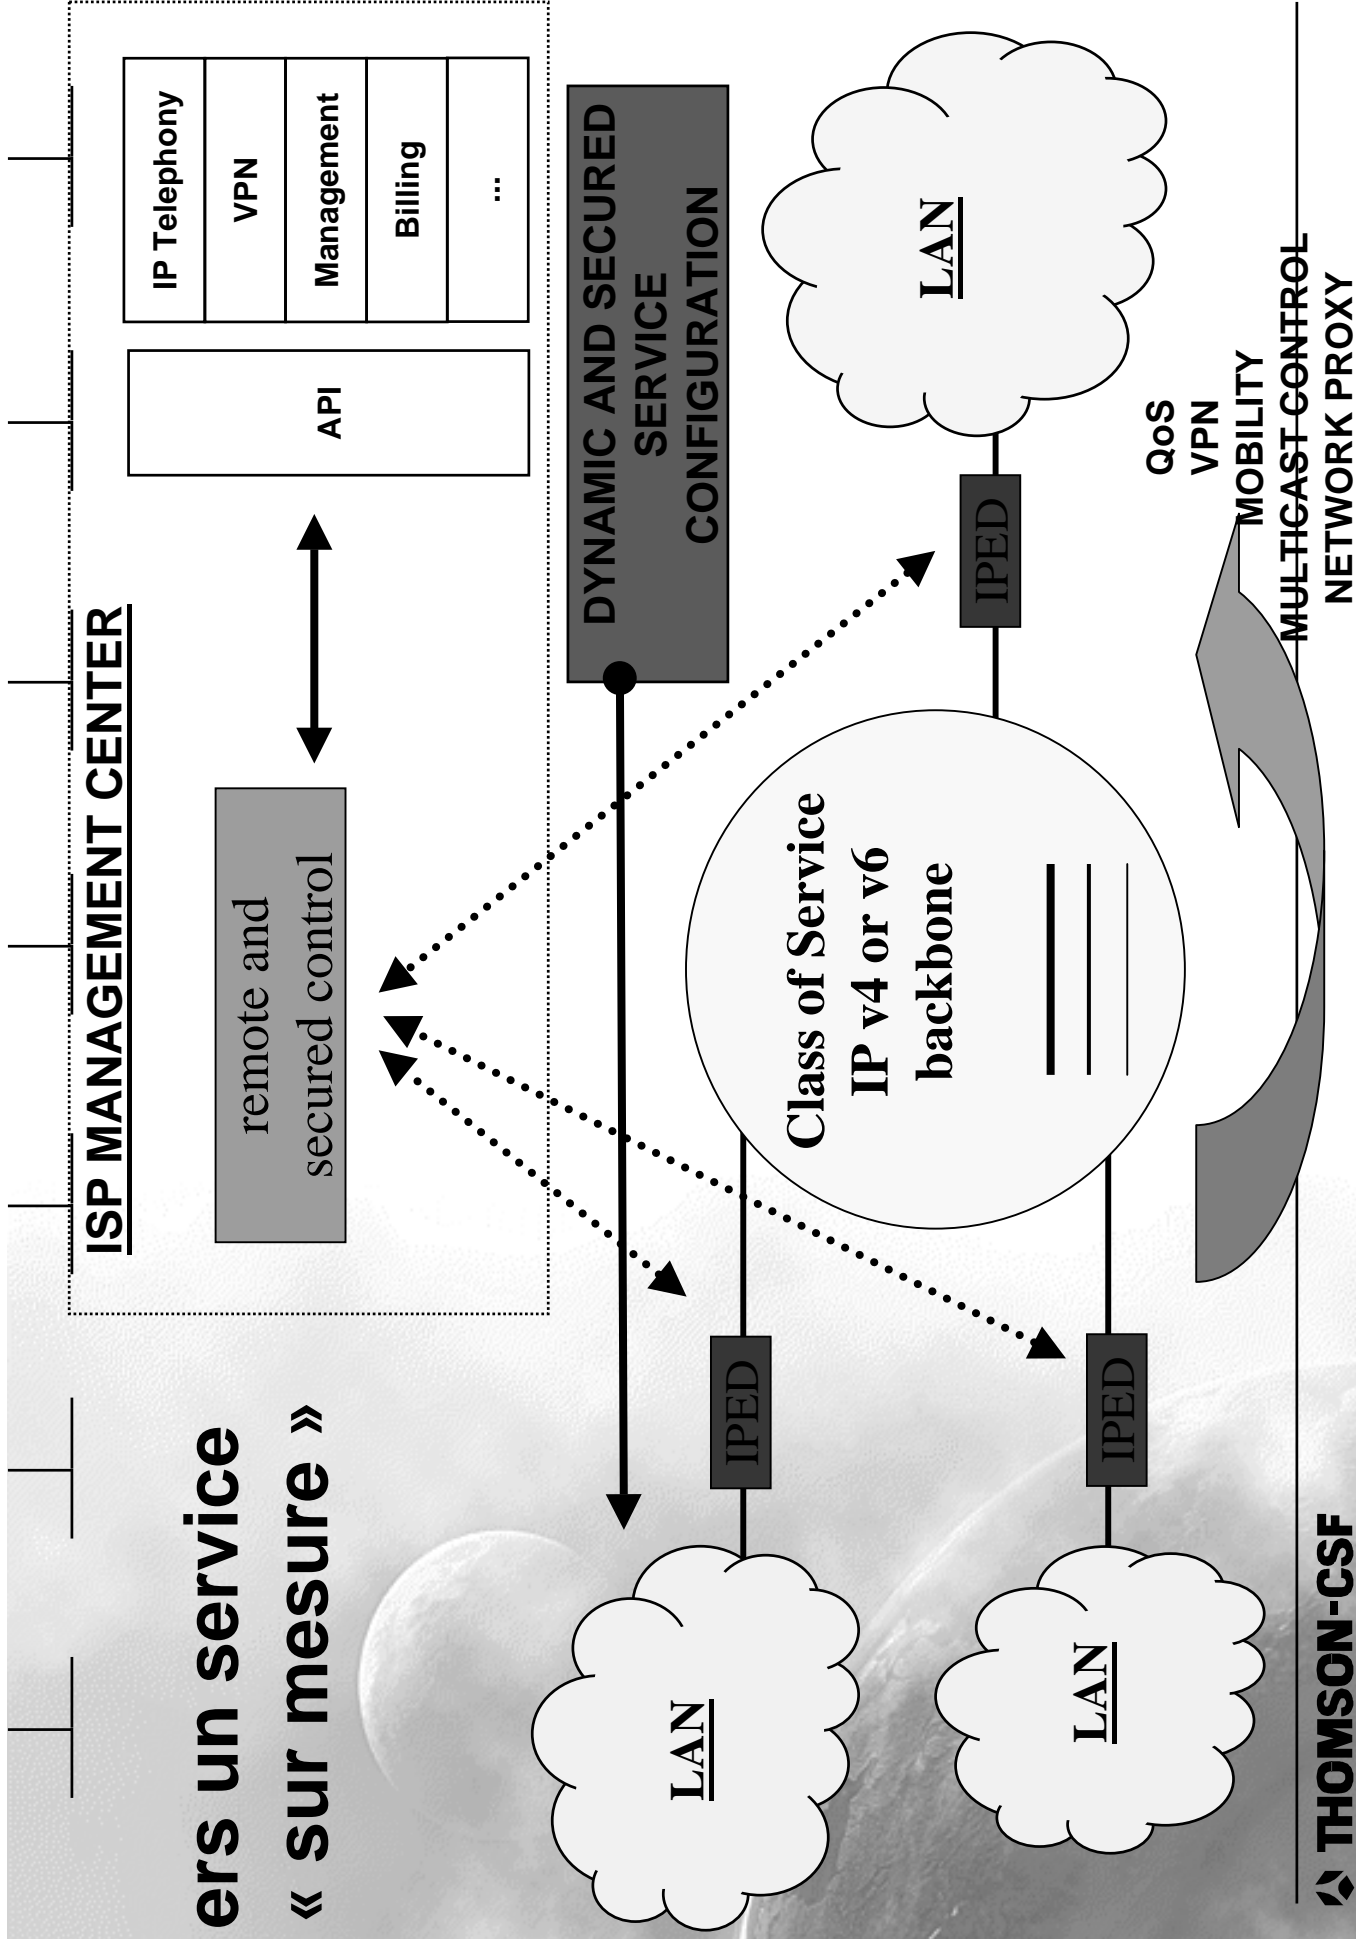 ers un service
« sur mesure »
ISP MANAGEMENT CENTER
remote and
secured control
API
IP Telephony
VPN
Management
Billing
...
DYNAMIC AND SECURED
SERVICE
CONFIGURATION
LAN
IPED
Class of Service
IP v4 or v6
backbone
IPED
LAN
LAN
IPED
QoS
VPN
MOBILITY
MULTICAST CONTROL
NETWORK PROXY
THOMSON-CSF